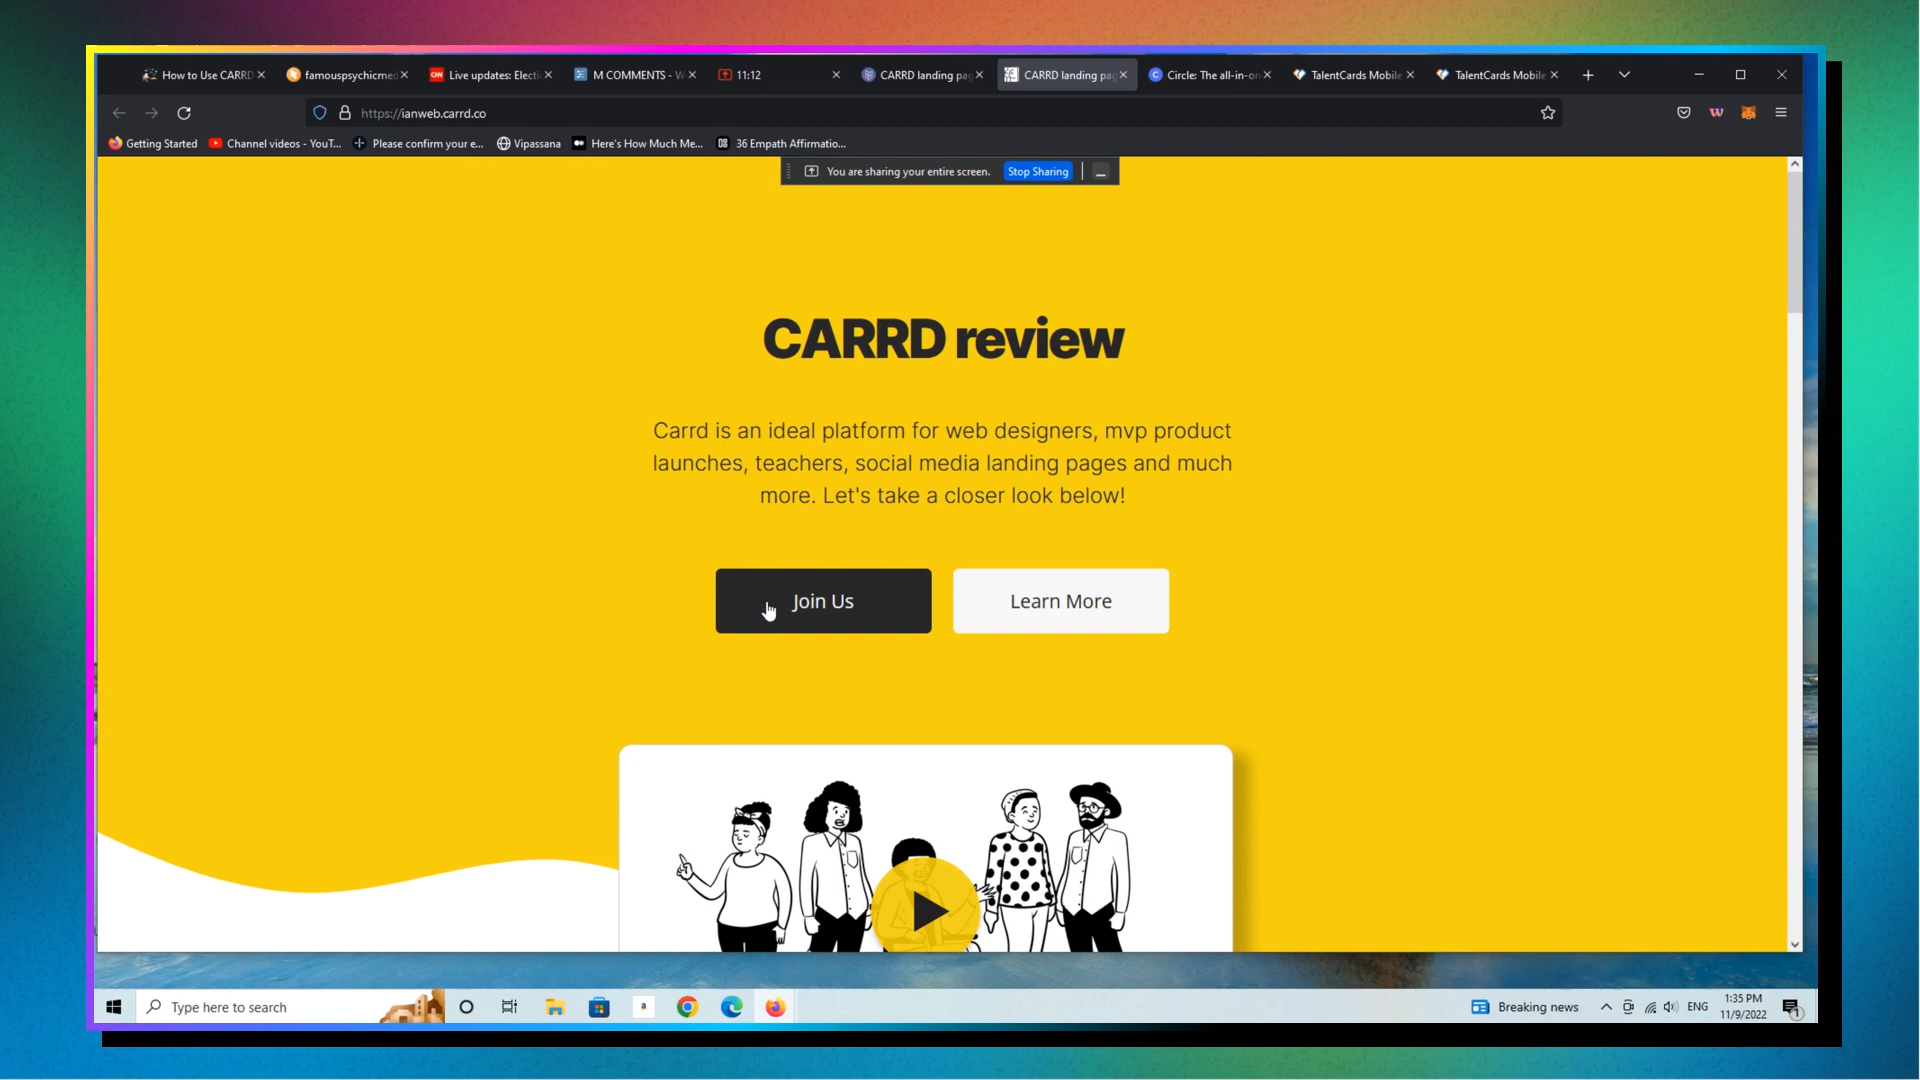 How to Use CARRD
famouspsychicmed
Live updates: Electi
M COMMENTS - W
11:12
CARRD landing pag
CARRD landing pag
Circle: The all-in-on
TalentCards Mobile
TalentCards Mobile
https://ianweb.carrd.co
Getting Started
Channel videos - YouT...
Please confirm your e...
Vipassana
Here's How Much Me...
36 Empath Affirmatio...
You are sharing your entire screen.
Stop Sharing
CARRD review
Carrd is an ideal platform for web designers, mvp product
launches, teachers, social media landing pages and much
more. Let's take a closer look below!
Join Us
Learn More
Type here to search
Breaking news
ENG
1:35 PM
11/9/2022
1